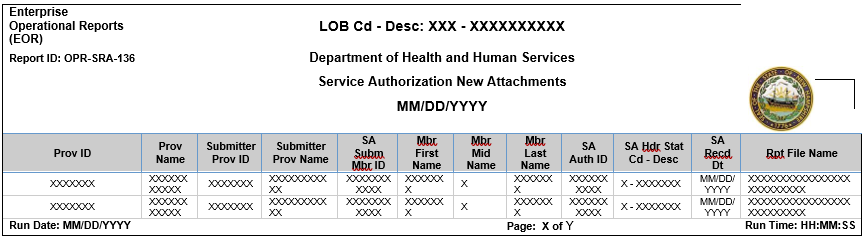 Enterprise
Operational Reports
(EOR)
Report ID: OPR-SRA-136
LOB Cd - Desc: XXX - XXXXXXXXXX
Department of Health and Human Services
Service Authorization New Attachments
MM/DD/YYYY
Prov ID
Prov
Name
Submitter
Prov ID
Submitter
Prov Name
SA
Subm
Mbr ID
Mbr
First
Name
Mbr
Mid
Name
Mbr
Last
Name
SA
Auth ID
SA Hdr Stat
Cd - Desc
SA
Recd
Dt
Rpt File Name
XXXXXXX
XXXXXX
XXXXX
XXXXXXX
XXXXXXXXX
XX
XXXXXXX
XXXX
XXXXXX
X
X
XXXXXX
X
XXXXXX
XXXX
X - XXXXXXX
MM/DD/
YYYY
XXXXXXXXXXXXXXXX
XXXXXXXXX
XXXXXXX
XXXXXX
XXXXX
XXXXXXX
XXXXXXXXX
XX
XXXXXXX
XXXX
XXXXXX
X
X
XXXXXX
X
XXXXXX
XXXX
X - XXXXXXX
MM/DD/
YYYY
XXXXXXXXXXXXXXXX
XXXXXXXXX
Run Date: MM/DD/YYYY
Page: X of Y
Run Time: HH:MM:SS